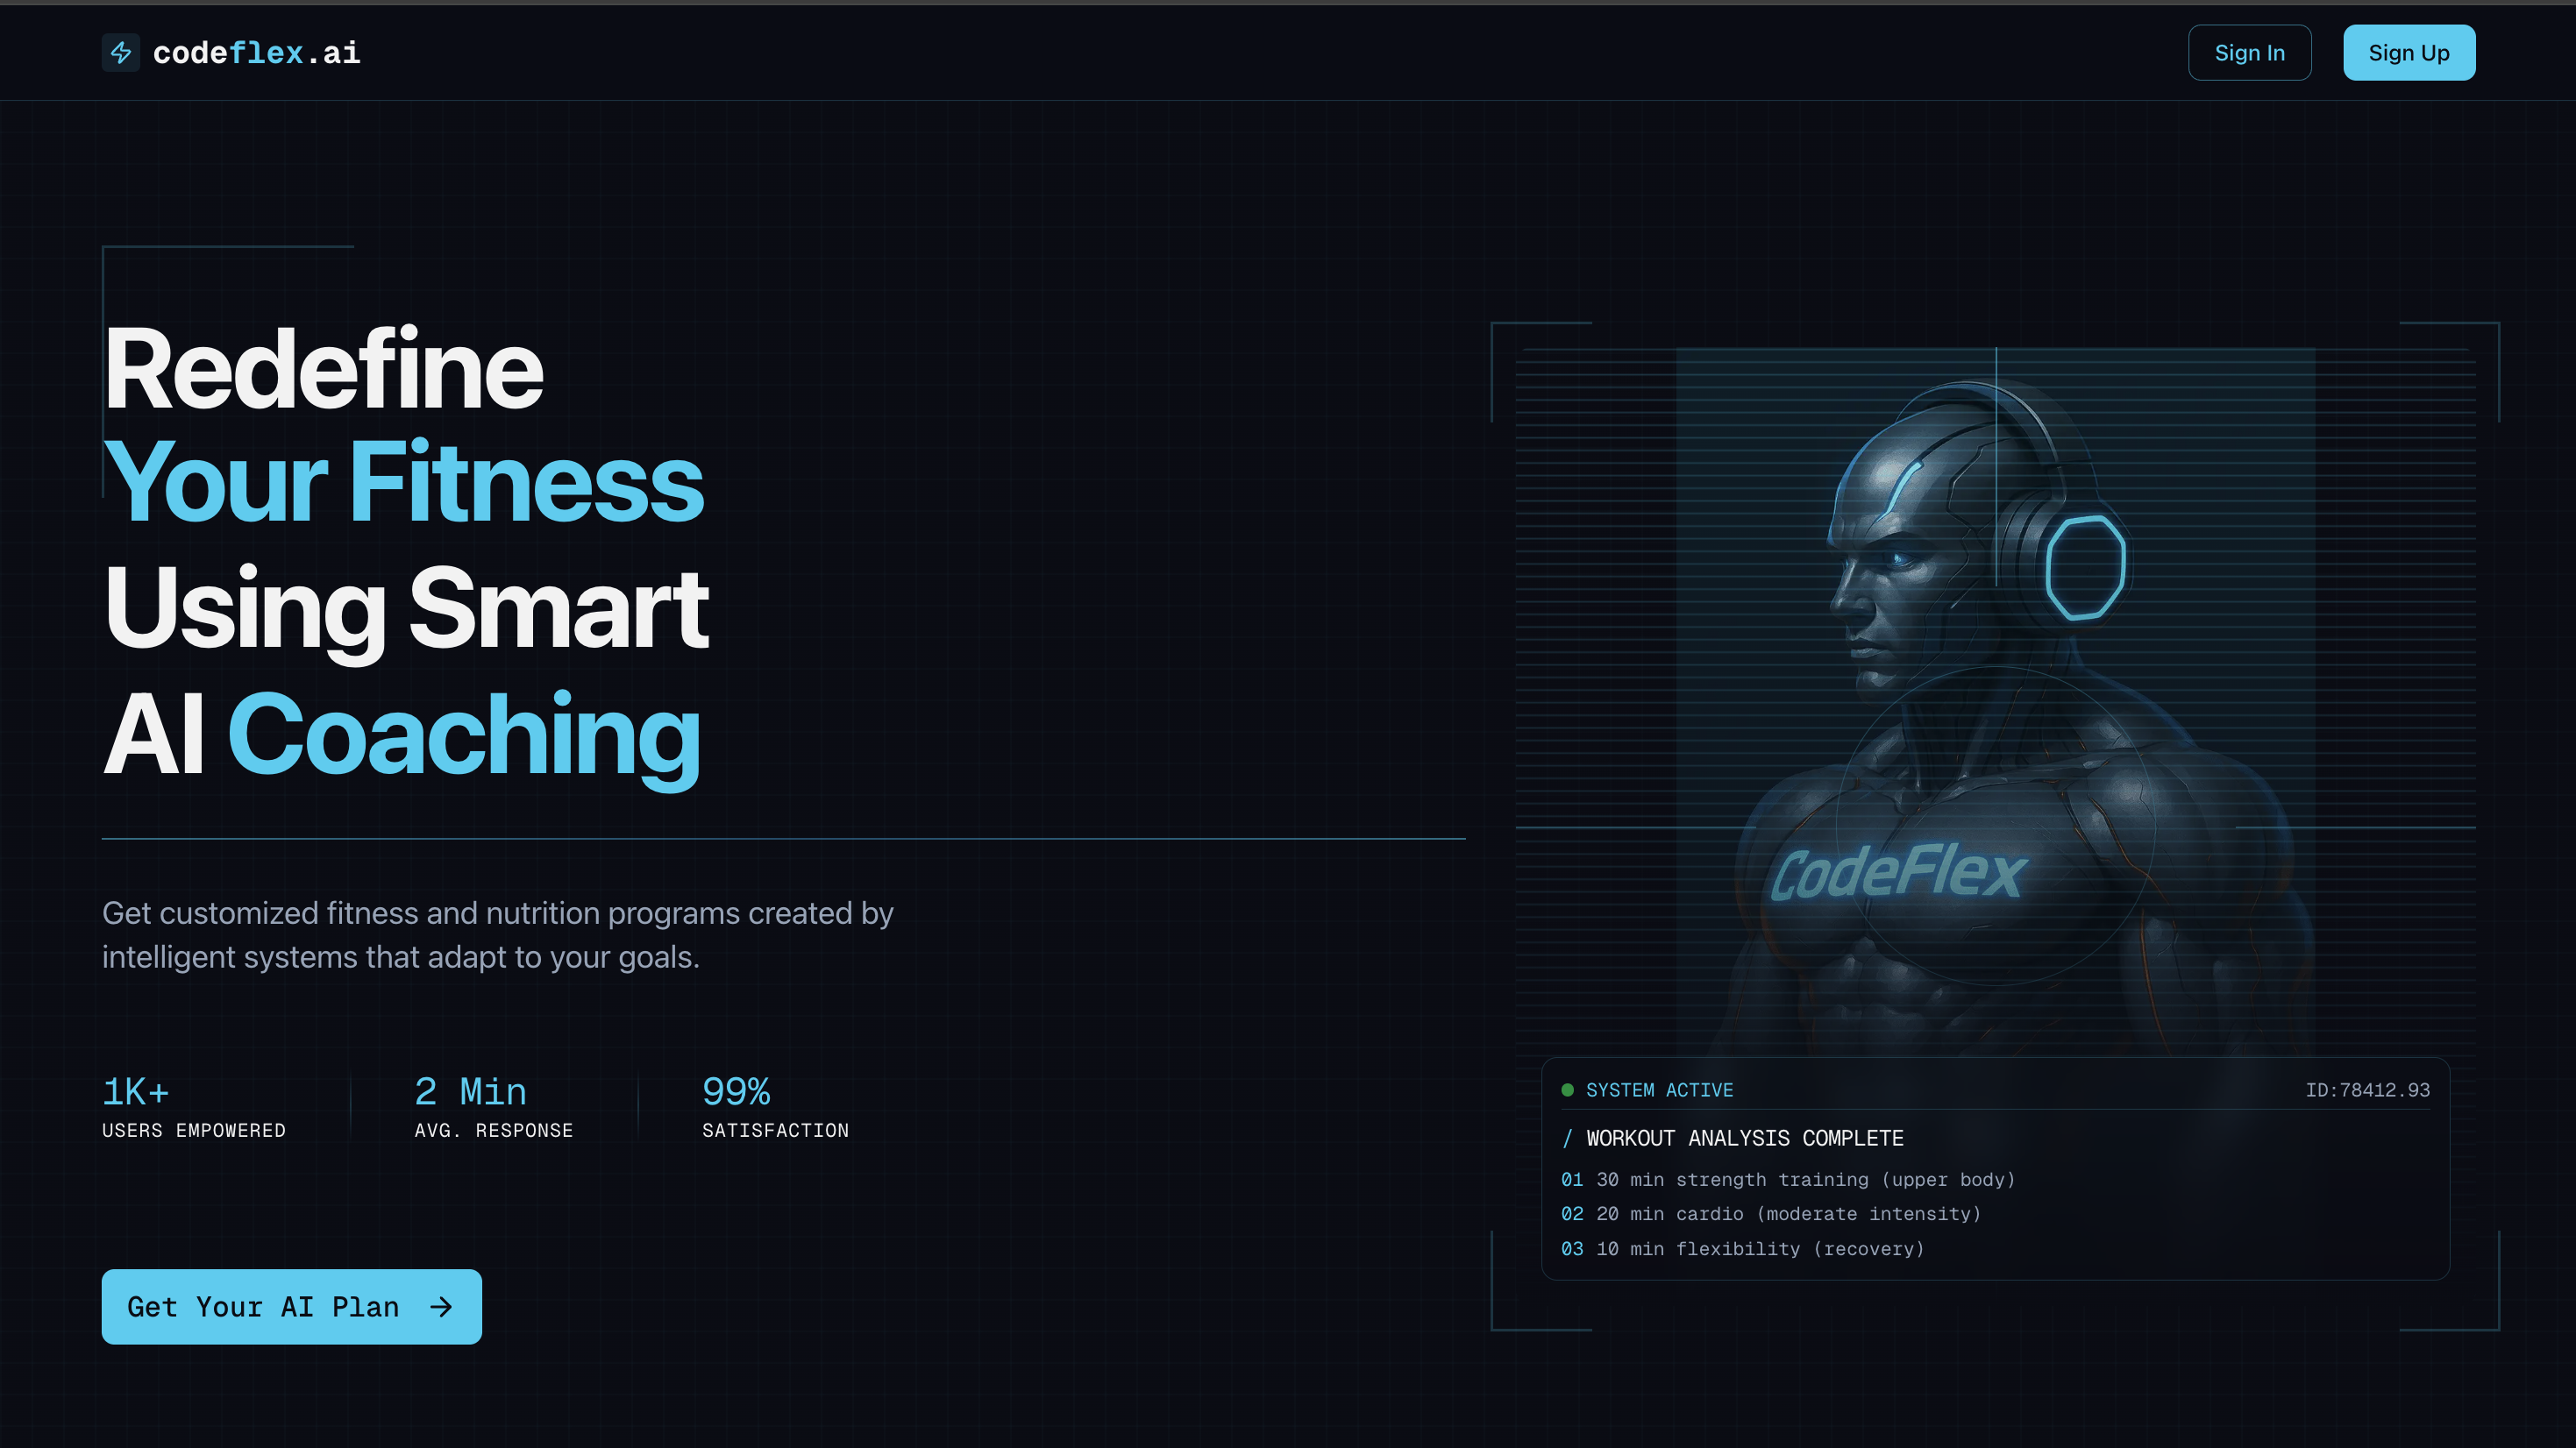 codeflex.ai
Sign In
Sign Up
Redefine
Your Fitness
Using Smart
AI Coaching
Get customized fitness and nutrition programs created by
intelligent systems that adapt to your goals.
1K+
USERS EMPOWERED
2 Min
AVG. RESPONSE
99%
SATISFACTION
Get Your AI Plan →
CodeFlex
SYSTEM ACTIVE
ID:78412.93
/ WORKOUT ANALYSIS COMPLETE
01 30 min strength training (upper body)
02 20 min cardio (moderate intensity)
03 10 min flexibility (recovery)